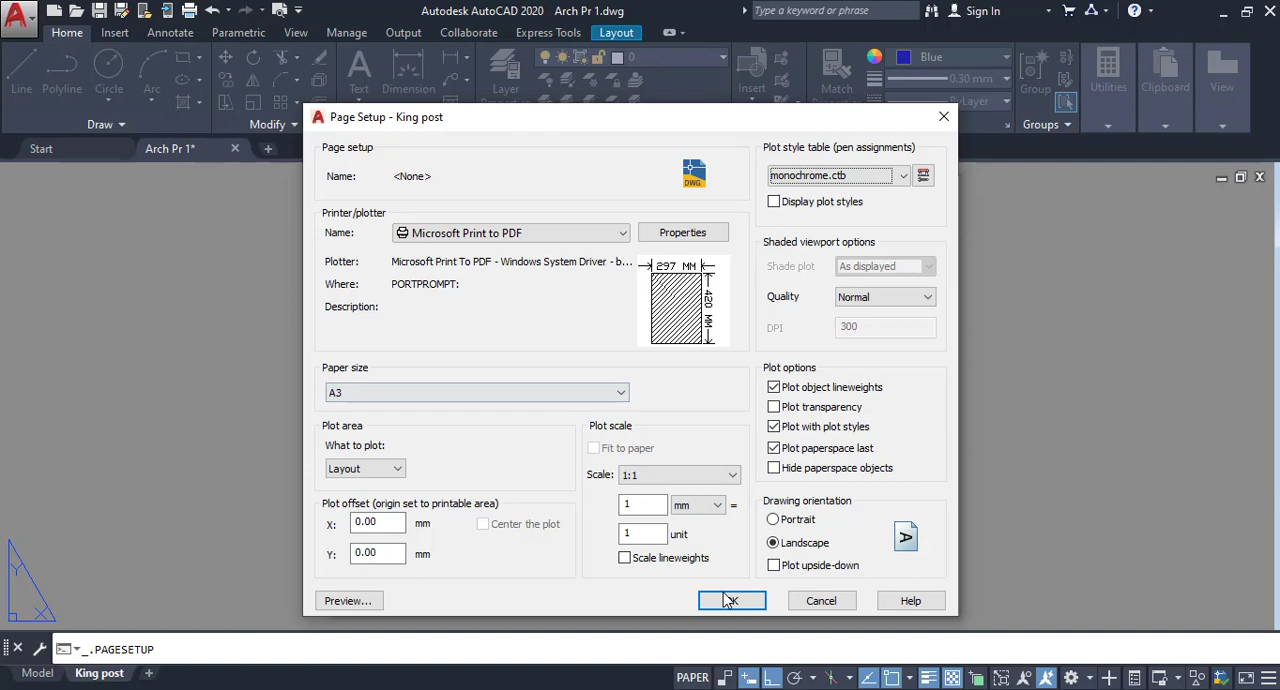 Autodesk AutoCAD 2020 Arch Pr 1.dwg
Type a keyword or phrase
Sign In
Home Insert Annotate Parametric View Manage Output Collaborate Express Tools Layout
0
Blue
0.30 mm
Line Polyline Circle Arc
Text Dimension
Layer
Insert
Match
ByLayer
Group
Utilities
Clipboard
View
Draw Modify
Groups
Start Arch Pr 1*
Page Setup - King post
Page setup
Name: <None>
DWG
Printer/plotter
Name: Microsoft Print to PDF Properties
Plotter: Microsoft Print To PDF - Windows System Driver - b...
Where: PORTPROMPT:
Description:
297 MM
420 MM
Paper size
A3
Plot area
What to plot:
Layout
Plot offset (origin set to printable area)
X: 0.00 mm Center the plot
Y: 0.00 mm
Plot scale
Fit to paper
Scale: 1:1
1 mm =
1 unit
Scale lineweights
Plot style table (pen assignments)
monochrome.ctb
Display plot styles
Shaded viewport options
Shade plot As displayed
Quality Normal
DPI 300
Plot options
Plot object lineweights
Plot transparency
Plot with plot styles
Plot paperspace last
Hide paperspace objects
Drawing orientation
Portrait
Landscape
Plot upside-down
A
Preview... OK Cancel Help
Y
X
_.PAGESETUP
Model King post
PAPER